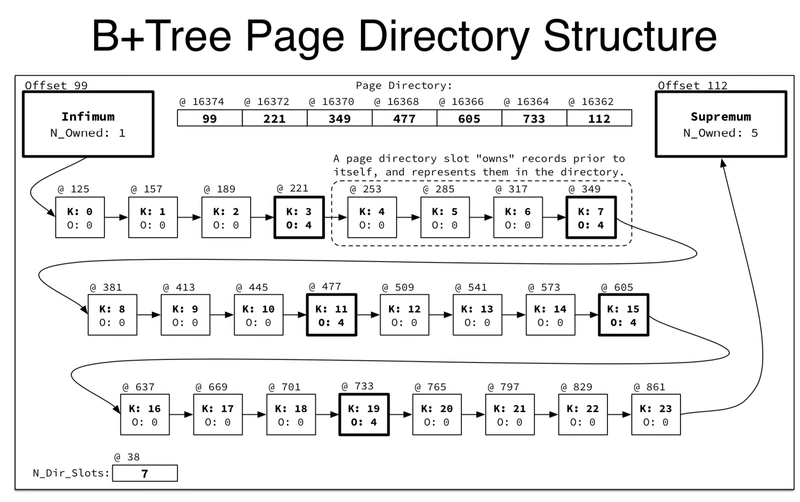 B+Tree Page Directory Structure
Offset 99
Page Directory:
Offset 112
Infimum
N_Owned: 1
@ 16374 @ 16372 @ 16370 @ 16368 @ 16366 @ 16364 @ 16362
99 221 349 477 605 733 112
Supremum
N_Owned: 5
A page directory slot "owns" records prior to
itself, and represents them in the directory.
@ 125 @ 157 @ 189 @ 221 @ 253 @ 285 @ 317 @ 349
K: 0 K: 1 K: 2 K: 3 K: 4 K: 5 K: 6 K: 7
O: 0 O: 0 O: 0 O: 4 O: 0 O: 0 O: 0 O: 4
@ 381 @ 413 @ 445 @ 477 @ 509 @ 541 @ 573 @ 605
K: 8 K: 9 K: 10 K: 11 K: 12 K: 13 K: 14 K: 15
O: 0 O: 0 O: 0 O: 4 O: 0 O: 0 O: 0 O: 4
@ 637 @ 669 @ 701 @ 733 @ 765 @ 797 @ 829 @ 861
K: 16 K: 17 K: 18 K: 19 K: 20 K: 21 K: 22 K: 23
O: 0 O: 0 O: 0 O: 4 O: 0 O: 0 O: 0 O: 0
@ 38
N_Dir_Slots: 7